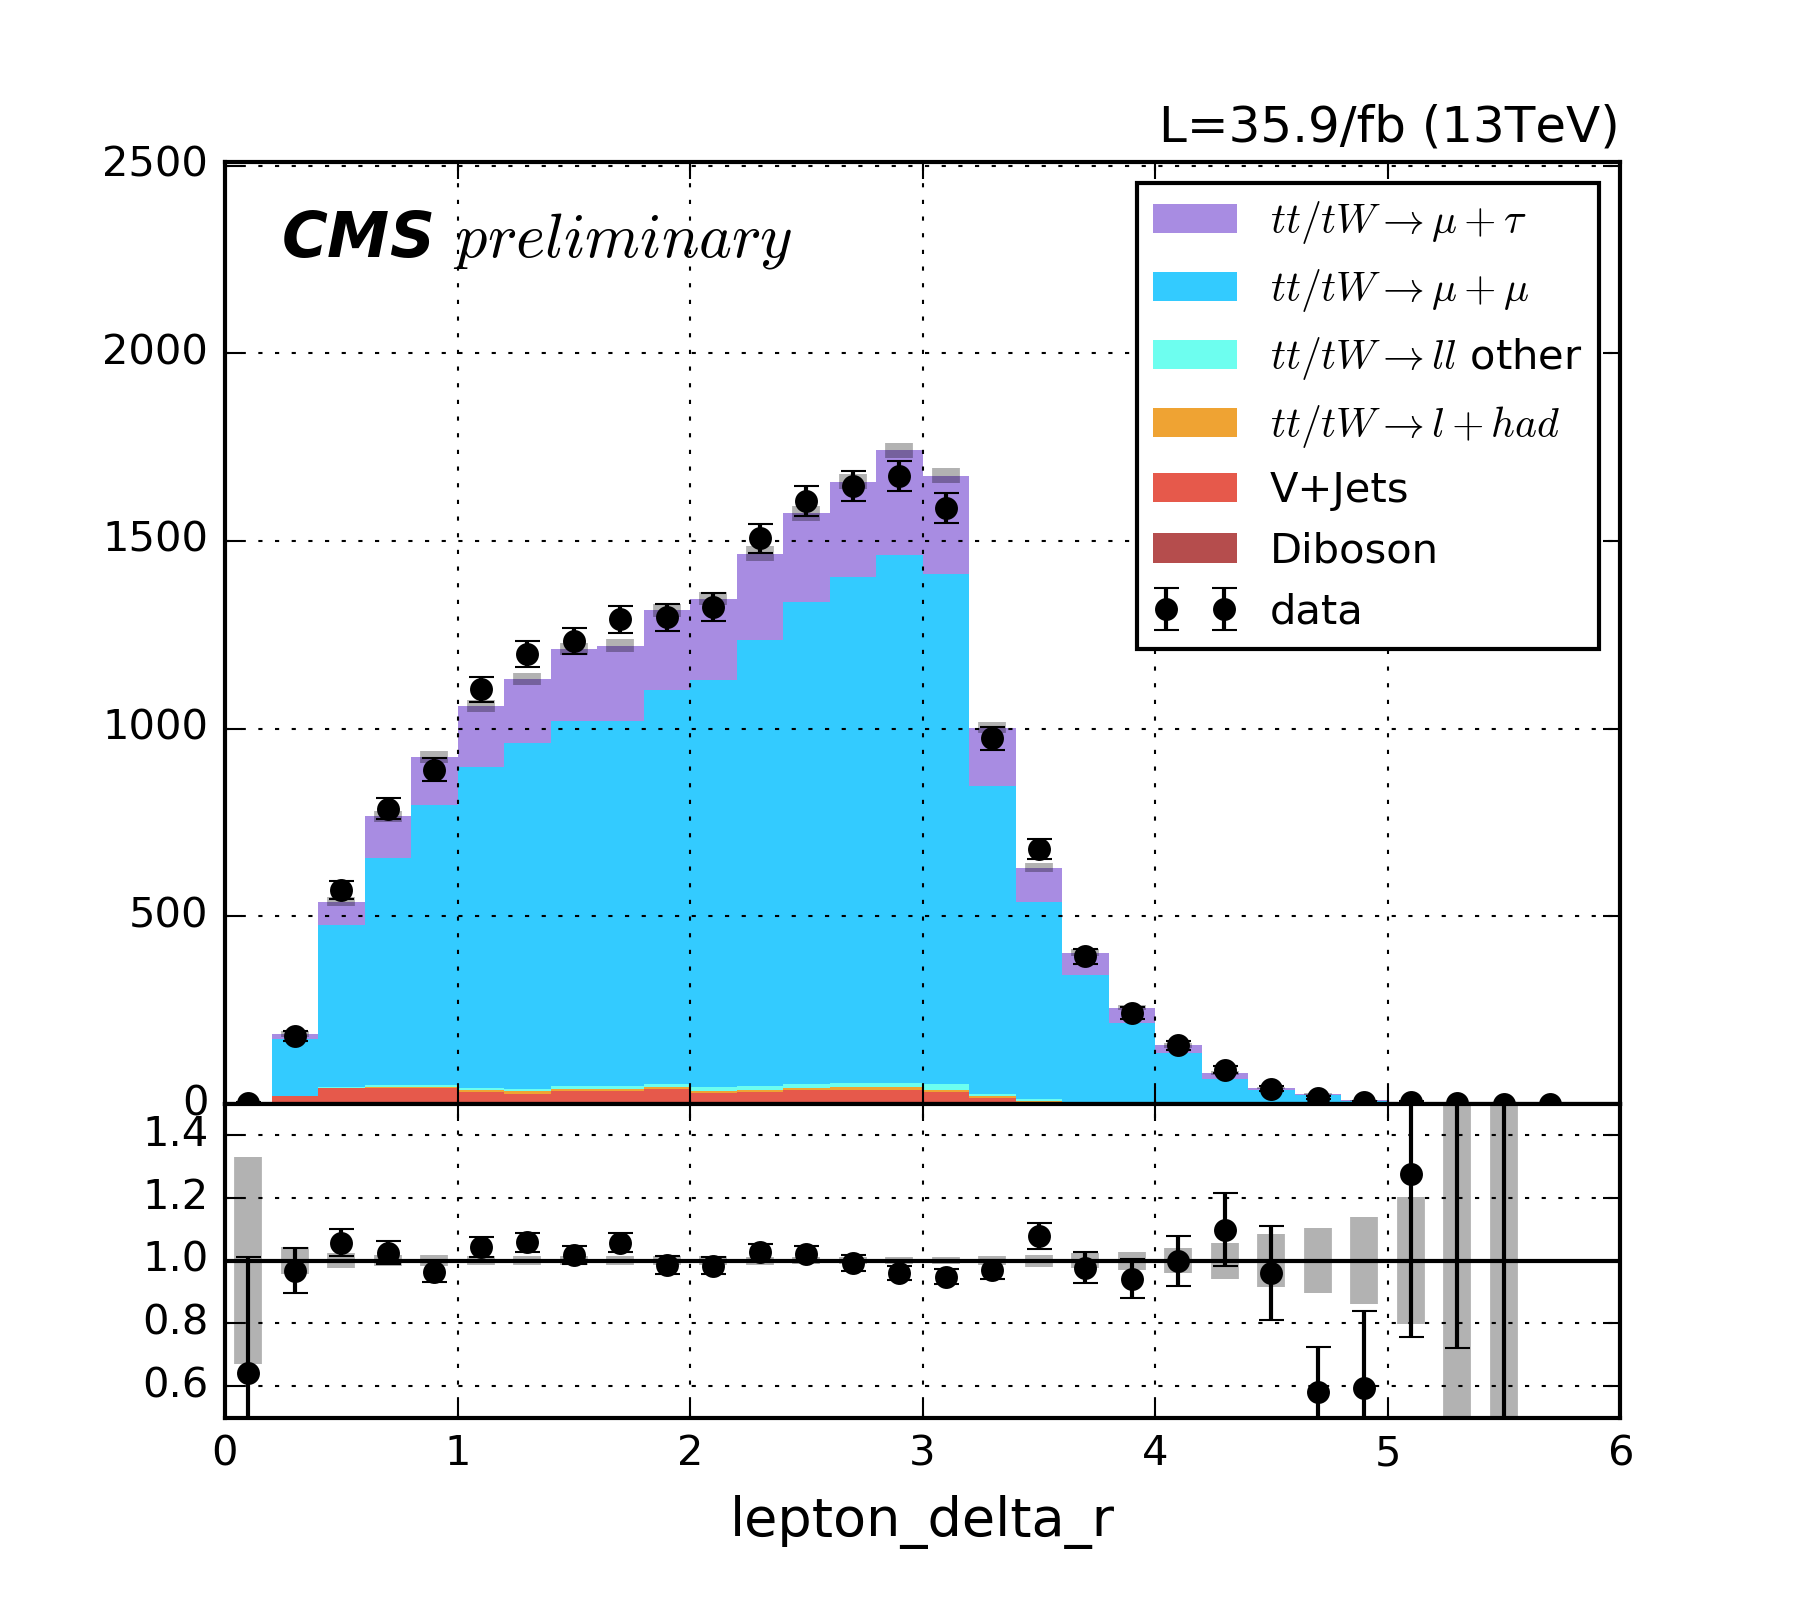 L=35.9/fb (13TeV)
CMS preliminary
2500
2000
1500
1000
500
0
tt/tW→μ+τ
tt/tW→μ+μ
tt/tW→ll other
tt/tW→l+had
V+Jets
Diboson
data
1.4
1.2
1.0
0.8
0.6
0 1 2 3 4 5 6
lepton_delta_r